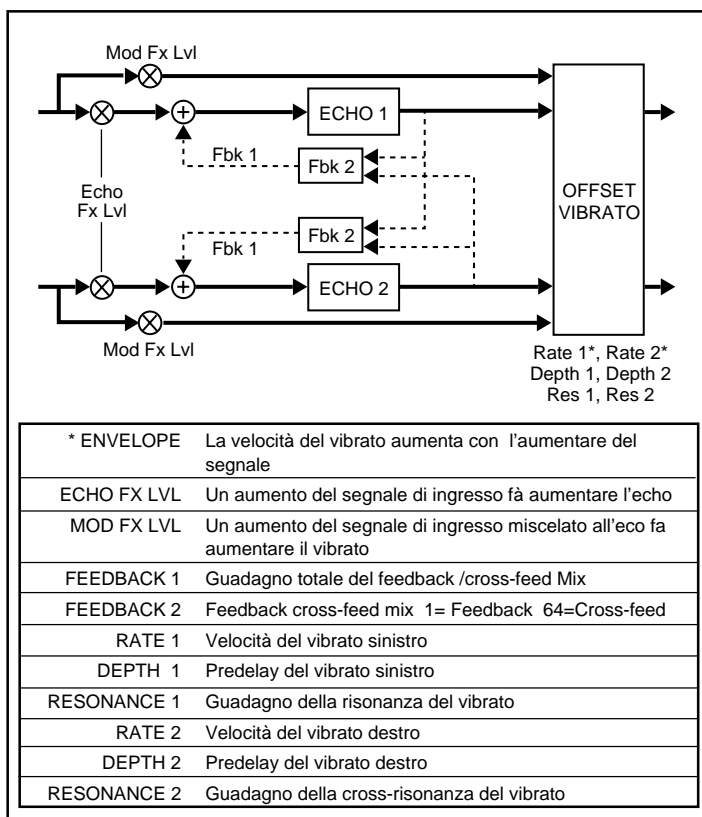 Mod Fx Lvl
ECHO 1
Fbk 1
Fbk 2
Echo
Fx Lvl
OFFSET
VIBRATO
Fbk 2
Fbk 1
ECHO 2
Mod Fx Lvl
Rate 1*, Rate 2*
Depth 1, Depth 2
Res 1, Res 2
* ENVELOPE La velocità del vibrato aumenta con l'aumentare del
segnale
ECHO FX LVL Un aumento del segnale di ingresso fà aumentare l'echo
MOD FX LVL Un aumento del segnale di ingresso miscelato all'eco fa
aumentare il vibrato
FEEDBACK 1 Guadagno totale del feedback /cross-feed Mix
FEEDBACK 2 Feedback cross-feed mix 1= Feedback 64=Cross-feed
RATE 1 Velocità del vibrato sinistro
DEPTH 1 Predelay del vibrato sinistro
RESONANCE 1 Guadagno della risonanza del vibrato
RATE 2 Velocità del vibrato destro
DEPTH 2 Predelay del vibrato destro
RESONANCE 2 Guadagno della cross-risonanza del vibrato